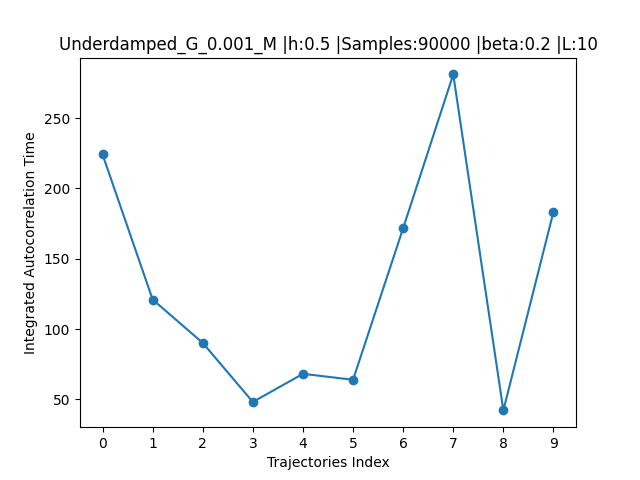 Underdamped_G_0.001_M |h:0.5 |Samples:90000 |beta:0.2 |L:10
Integrated Autocorrelation Time
250
200
150
100
50
0 1 2 3 4 5 6 7 8 9
Trajectories Index